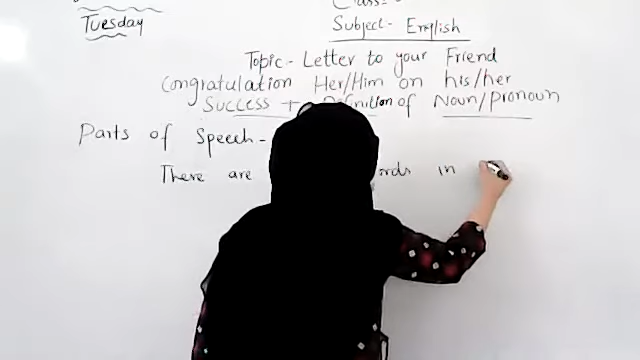 Tuesday
Subject- English
Topic- Letter to your Friend
Congratulation Her/Him on his/her
Success + of Noun/Pronoun
Parts of Speech-
There are in